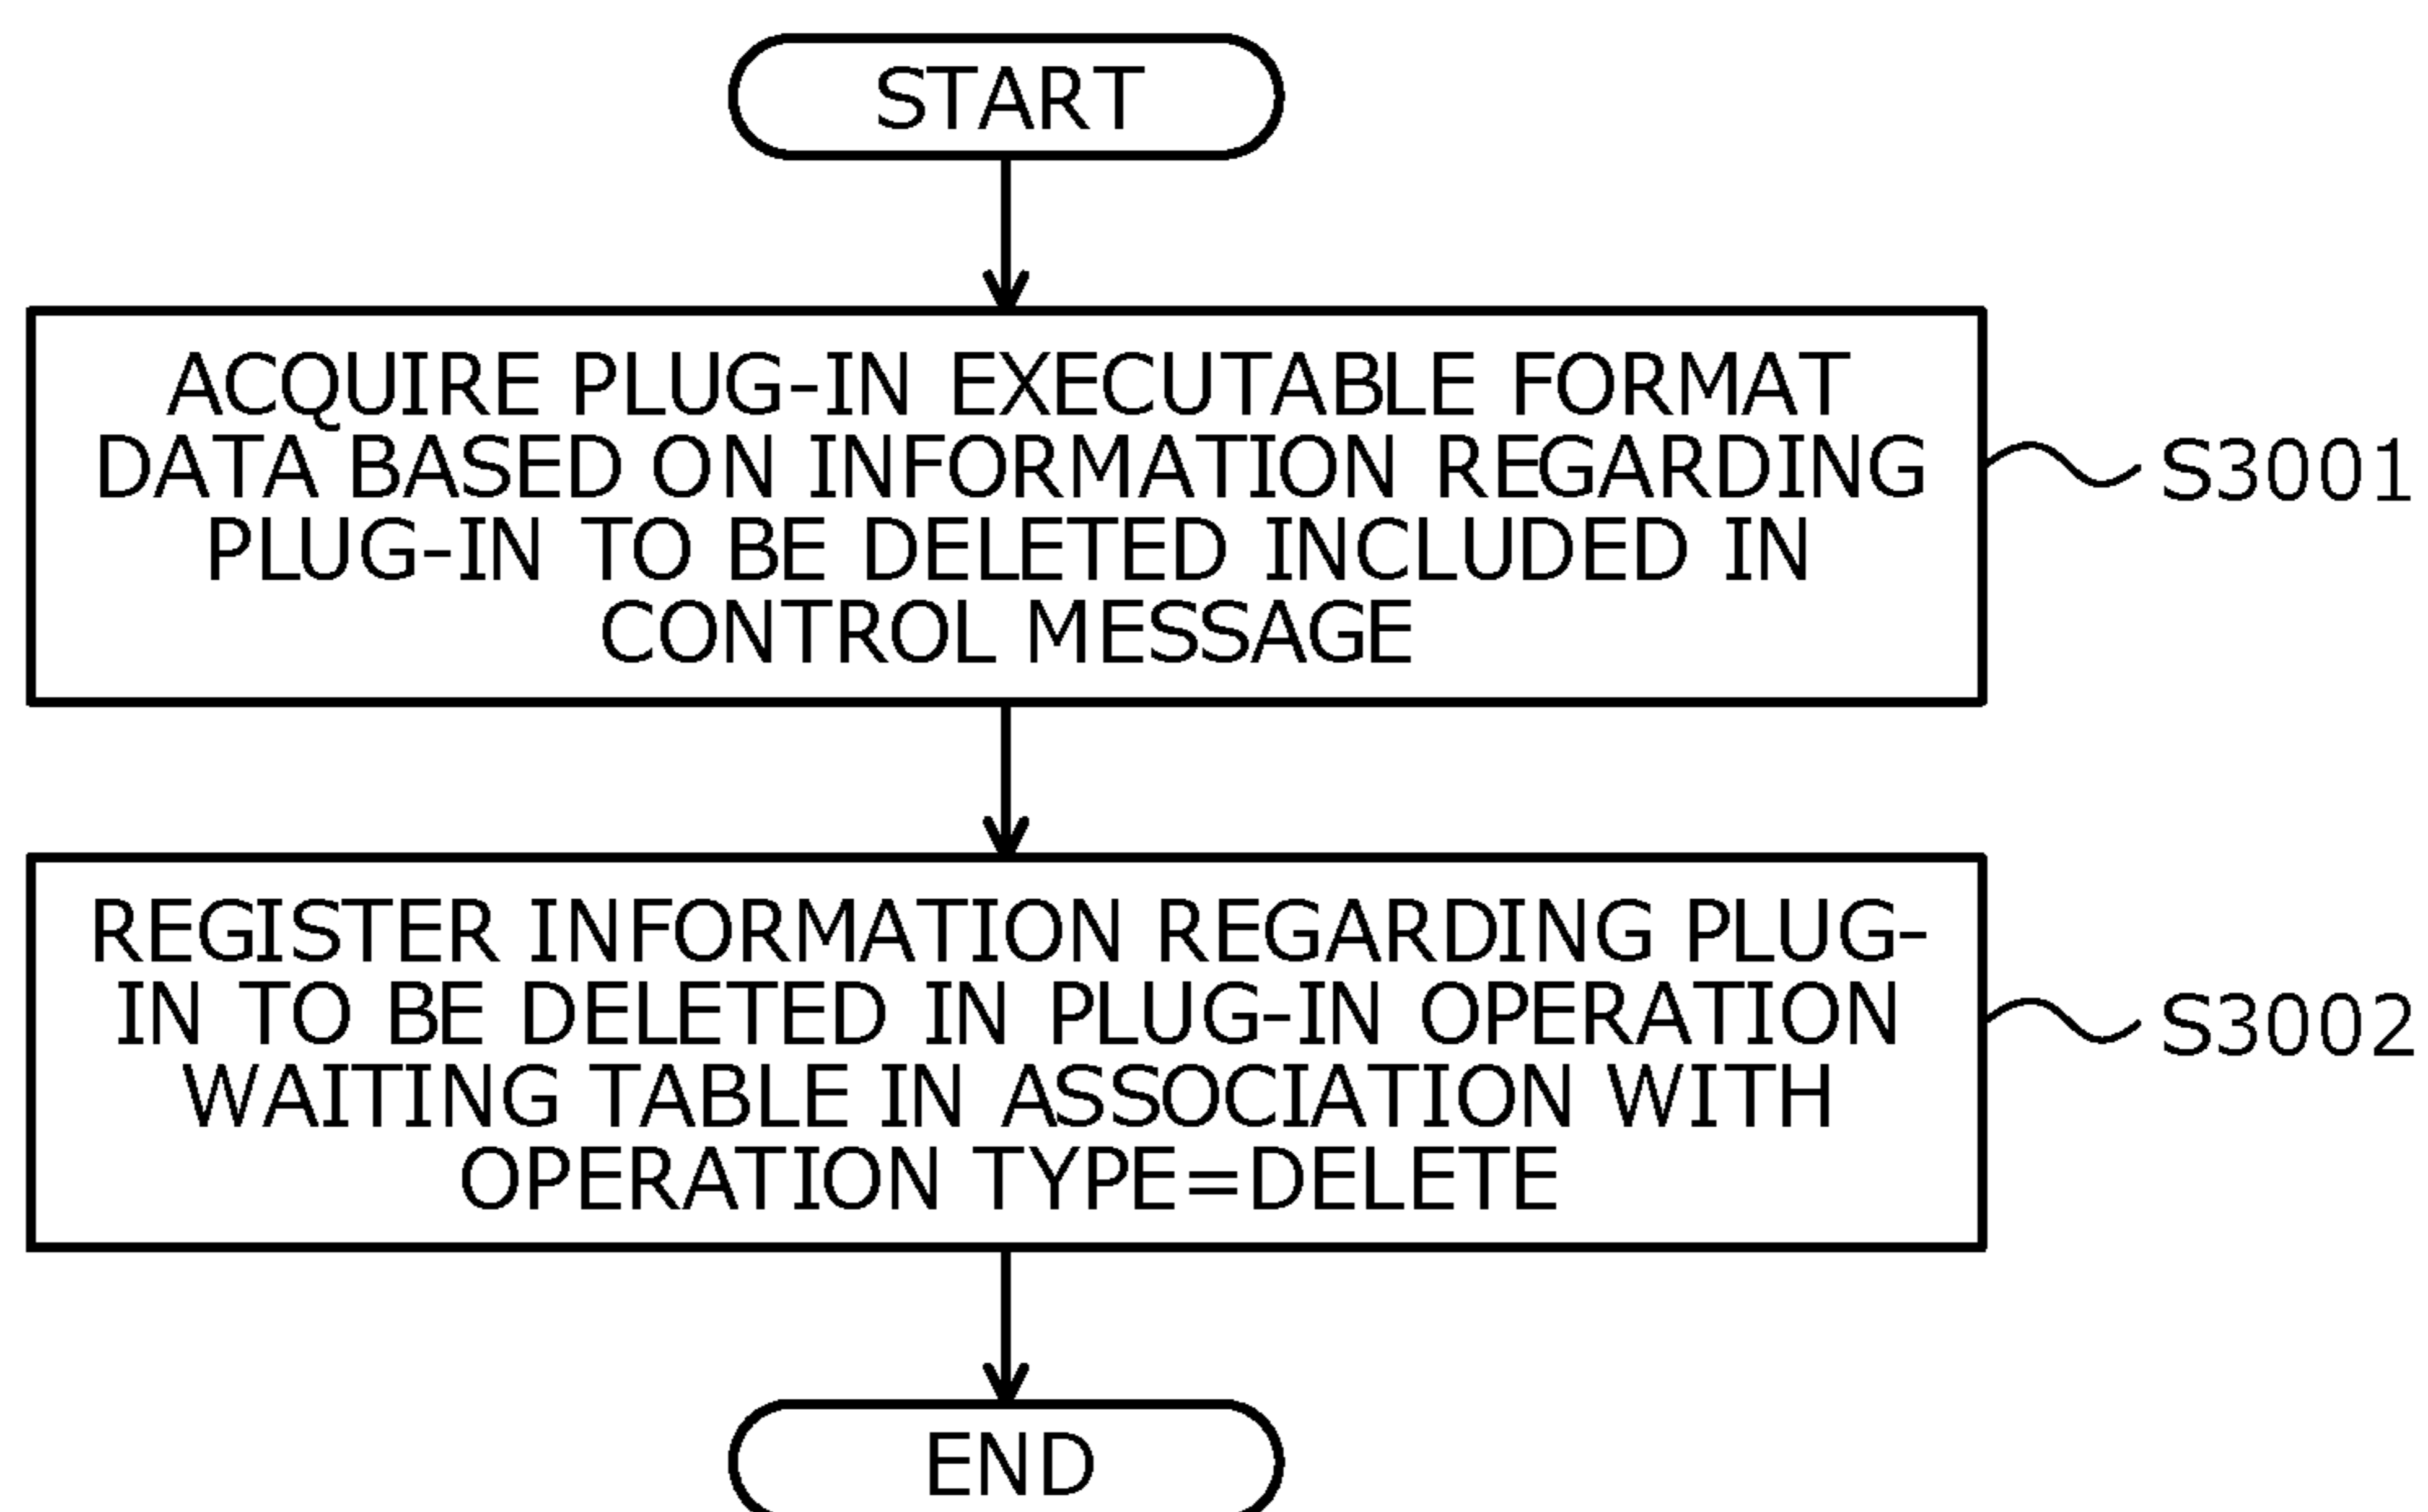 START
ACQUIRE PLUG-IN EXECUTABLE FORMAT
DATA BASED ON INFORMATION REGARDING
PLUG-IN TO BE DELETED INCLUDED IN
CONTROL MESSAGE
S3001
REGISTER INFORMATION REGARDING PLUG-
IN TO BE DELETED IN PLUG-IN OPERATION
WAITING TABLE IN ASSOCIATION WITH
OPERATION TYPE=DELETE
S3002
END